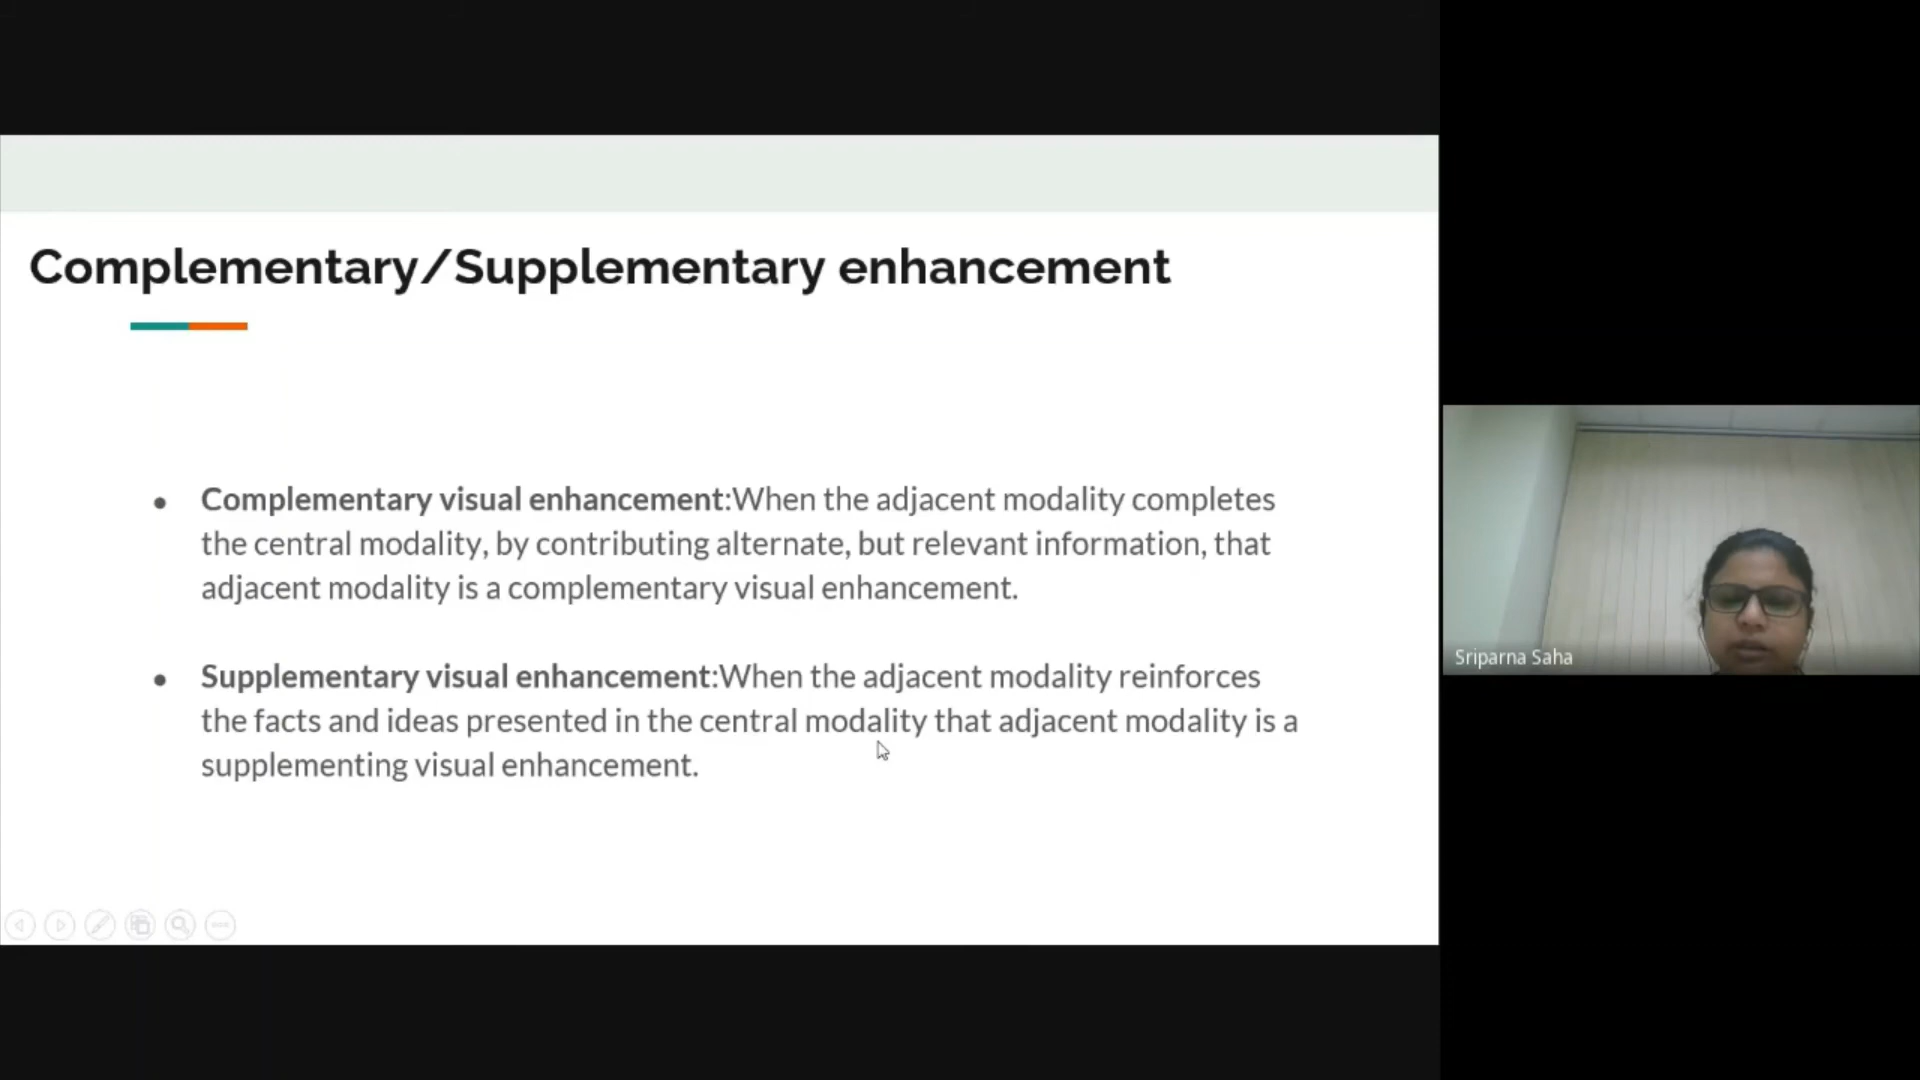 Complementary/Supplementary enhancement
Complementary visual enhancement:When the adjacent modality completes
the central modality, by contributing alternate, but relevant information, that
adjacent modality is a complementary visual enhancement.
Supplementary visual enhancement:When the adjacent modality reinforces
the facts and ideas presented in the central modality that adjacent modality is a
supplementing visual enhancement.
Sriparna Saha